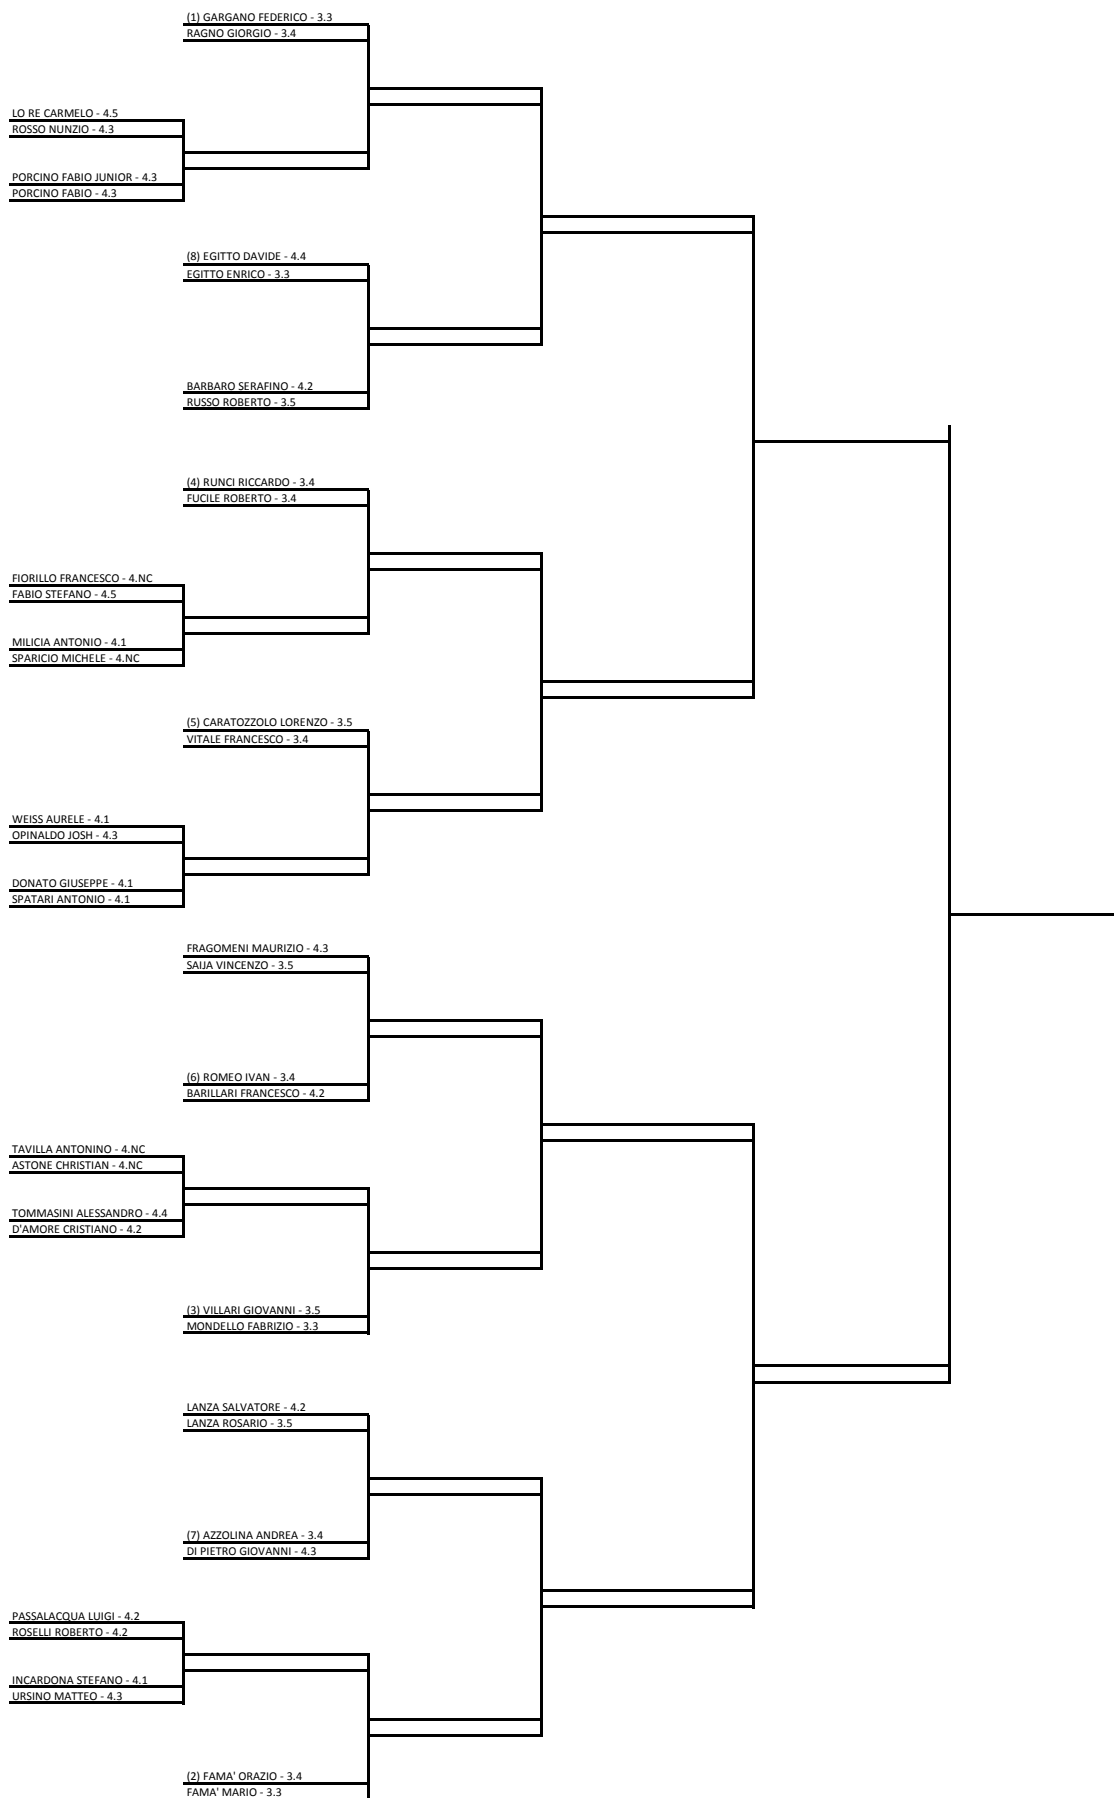 (1) GARGANO FEDERICO - 3.3
RAGNO GIORGIO - 3.4
LO RE CARMELO - 4.5
ROSSO NUNZIO - 4.3
PORCINO FABIO JUNIOR - 4.3
PORCINO FABIO - 4.3
(8) EGITTO DAVIDE - 4.4
EGITTO ENRICO - 3.3
BARBARO SERAFINO - 4.2
RUSSO ROBERTO - 3.5
(4) RUNCI RICCARDO - 3.4
FUCILE ROBERTO - 3.4
FIORILLO FRANCESCO - 4.NC
FABIO STEFANO - 4.5
MILICIA ANTONIO - 4.1
SPARICIO MICHELE - 4.NC
(5) CARATOZZOLO LORENZO - 3.5
VITALE FRANCESCO - 3.4
WEISS AURELE - 4.1
OPINALDO JOSH - 4.3
DONATO GIUSEPPE - 4.1
SPATARI ANTONIO - 4.1
FRAGOMENI MAURIZIO - 4.3
SAIJA VINCENZO - 3.5
(6) ROMEO IVAN - 3.4
BARILLARI FRANCESCO - 4.2
TAVILLA ANTONINO - 4.NC
ASTONE CHRISTIAN - 4.NC
TOMMASINI ALESSANDRO - 4.4
D'AMORE CRISTIANO - 4.2
(3) VILLARI GIOVANNI - 3.5
MONDELLO FABRIZIO - 3.3
LANZA SALVATORE - 4.2
LANZA ROSARIO - 3.5
(7) AZZOLINA ANDREA - 3.4
DI PIETRO GIOVANNI - 4.3
PASSALACQUA LUIGI - 4.2
ROSELLI ROBERTO - 4.2
INCARDONA STEFANO - 4.1
URSINO MATTEO - 4.3
(2) FAMA' ORAZIO - 3.4
FAMA' MARIO - 3.3